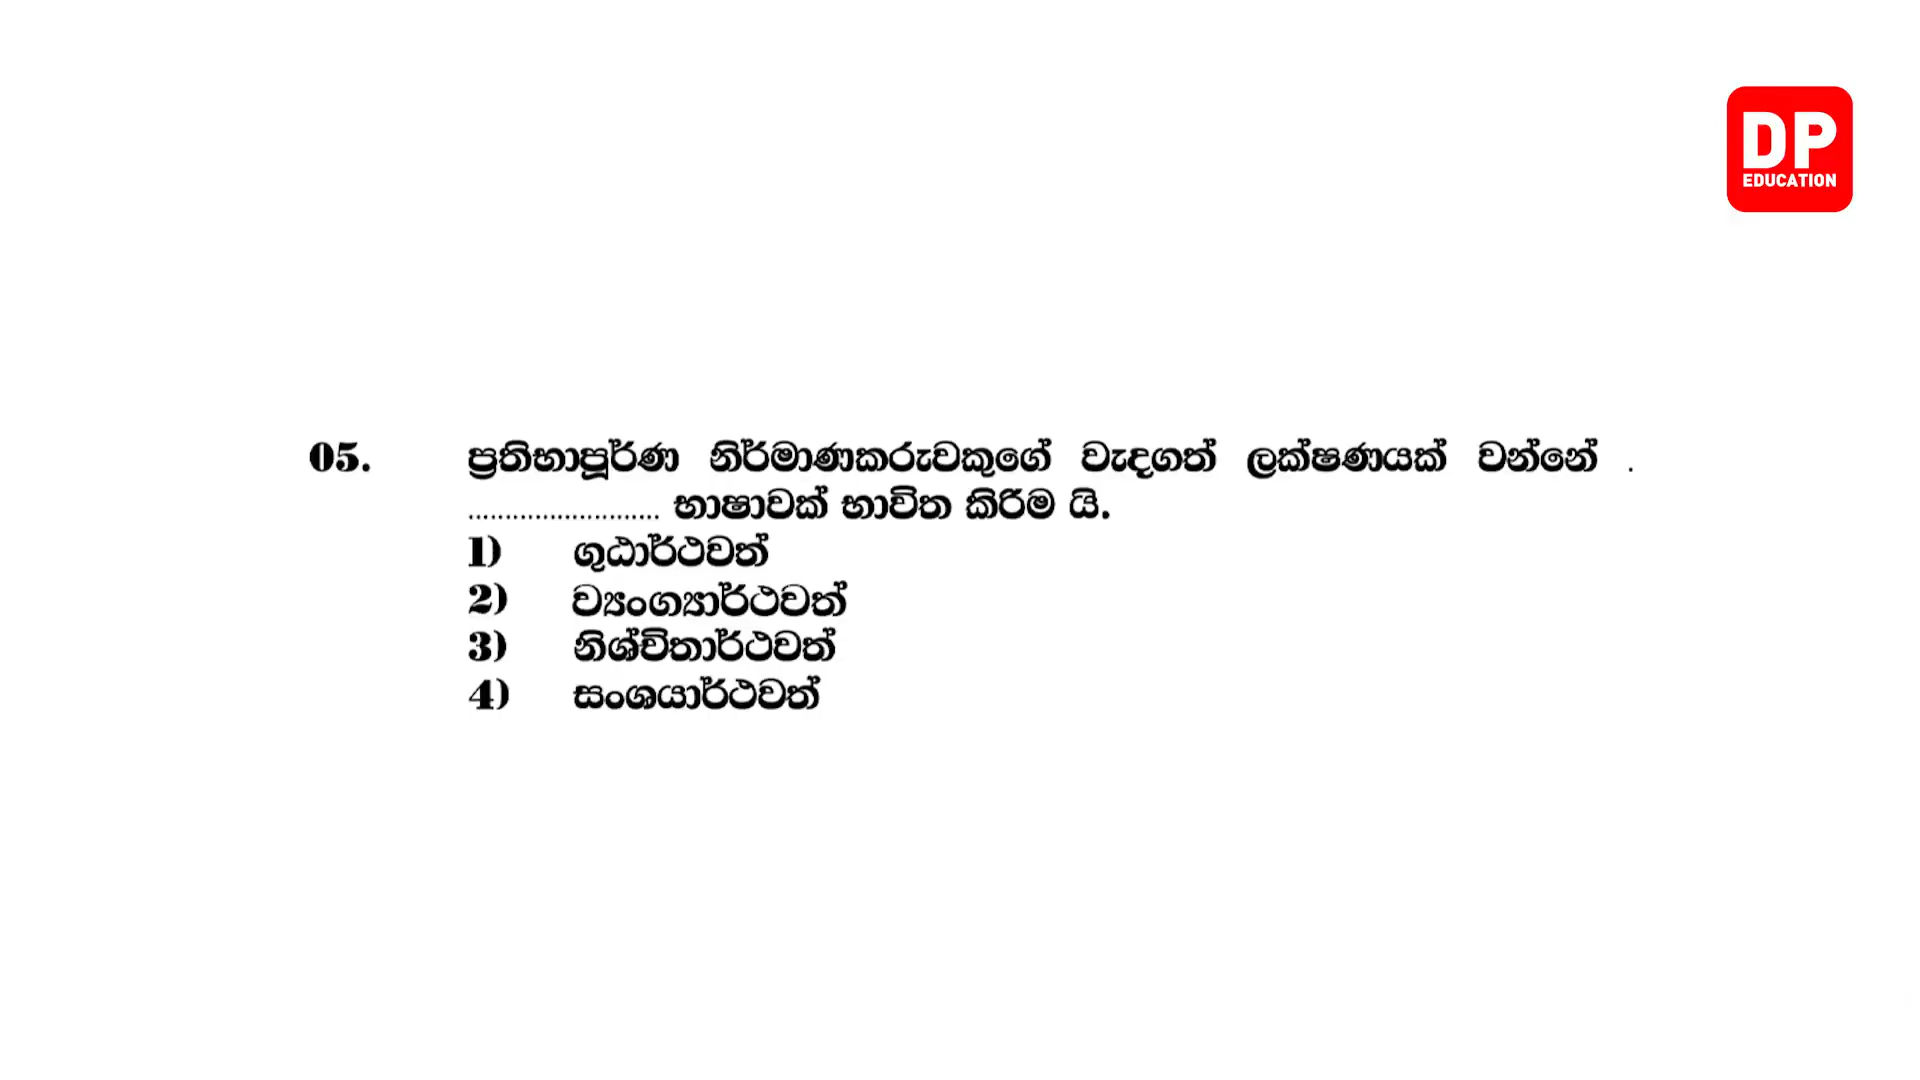 DP
EDUCATION
05. ප්‍රතිභාපූර්ණ නිර්මාණකරුවකුගේ වැදගත් ලක්ෂණයක් වන්නේ .
.......................... භාෂාවක් භාවිත කිරීම යි.
1) ගුඪාර්ථවත්
2) ව්‍යංග්‍යාර්ථවත්
3) නිශ්චිතාර්ථවත්
4) සංශයාර්ථවත්